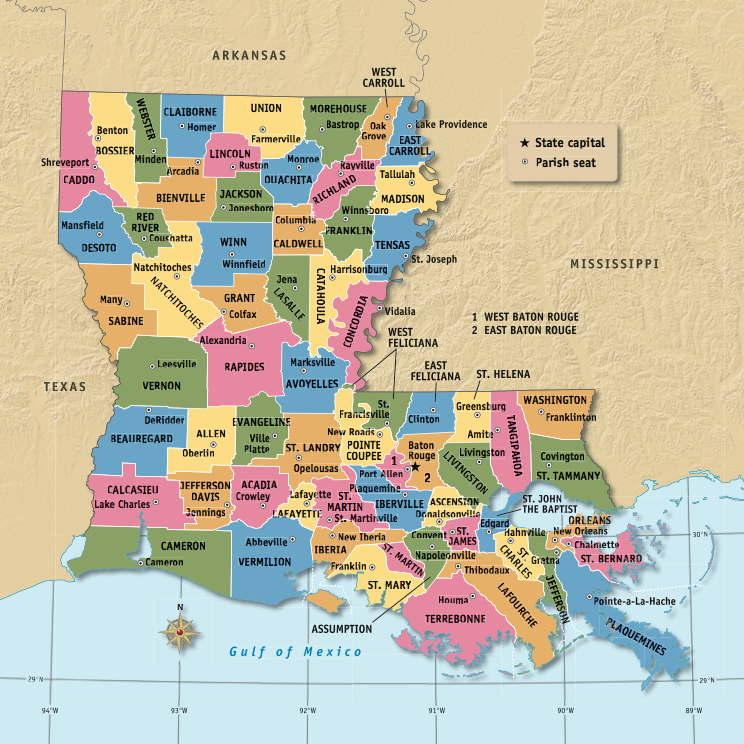 ARKANSAS
WEST
CARROLL
CLAIBORNE
Homer
UNION
Farmerville
MOREHOUSE
Bastrop
Oak
Grove
Lake Providence
EAST
CARROLL
★ State capital
Parish seat
WEBSTER
Minden
Benton
BOSSIER
Shreveport
CADDO
Arcadia
LINCOLN
Ruston
Monroe
OUACHITA
Rayville
RICHLAND
Tallulah
MADISON
BIENVILLE
JACKSON
Jonesboro
Winnsboro
FRANKLIN
Columbia
CALDWELL
Mansfield
DESOTO
RED
RIVER
Coushatta
WINN
Winnfield
TENSAS
St. Joseph
MISSISSIPPI
Natchitoches
NATCHITOCHES
Many
SABINE
GRANT
Colfax
Jena
LASALLE
CATAHOULA
Harrisonburg
CONCORDIA
Vidalia
1 WEST BATON ROUGE
2 EAST BATON ROUGE
WEST
FELICIANA
EAST
FELICIANA
ST. HELENA
TEXAS
Leesville
VERNON
Alexandria
RAPIDES
Marksville
AVOYELLES
WASHINGTON
Franklinton
St.
Francisville
Clinton
Greensburg
Amite
TANGIPAHOA
DeRidder
BEAUREGARD
ALLEN
Oberlin
EVANGELINE
Ville
Platte
ST. LANDRY
Opelousas
New Roads
POINTE
COUPEE
Baton
Rouge
★
1
2
Port Allen
LIVINGSTON
Livingston
Covington
ST. TAMMANY
CALCASIEU
Lake Charles
JEFFERSON
DAVIS
Jennings
ACADIA
Crowley
Lafayette
LAFAYETTE
ST.
MARTIN
St. Martinville
Plaquemine
IBERVILLE
ASCENSION
Donaldsonville
ST. JOHN
THE BAPTIST
Edgard
Hahnville
ORLEANS
New Orleans
Chalmette
ST. BERNARD
30°N
CAMERON
Cameron
Abbeville
VERMILION
IBERIA
New Iberia
Franklin
ST. MARY
ST. MARTIN
Convent
ST.
JAMES
Napoleonville
ST.
CHARLES
Gretna
JEFFERSON
Thibodaux
LAFOURCHE
Houma
TERREBONNE
ASSUMPTION
Pointe-a-La-Hache
PLAQUEMINES
N
Gulf of Mexico
29°N
29°N
94°W
93°W
92°W
91°W
90°W
89°W